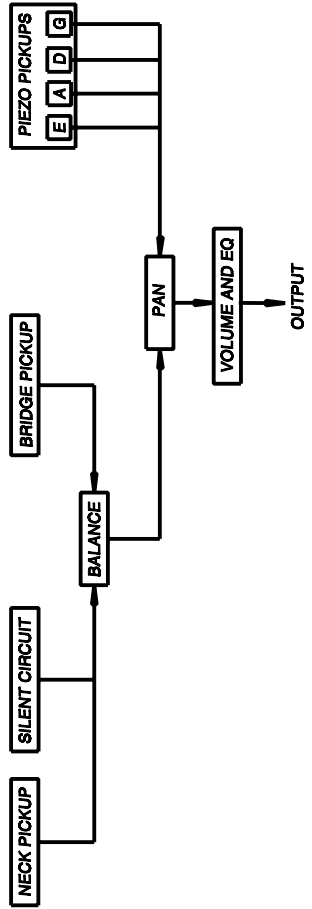 NECK PICKUP
SILENT CIRCUIT
BRIDGE PICKUP
PIEZO PICKUPS
E A D G
BALANCE
PAN
VOLUME AND EQ
OUTPUT